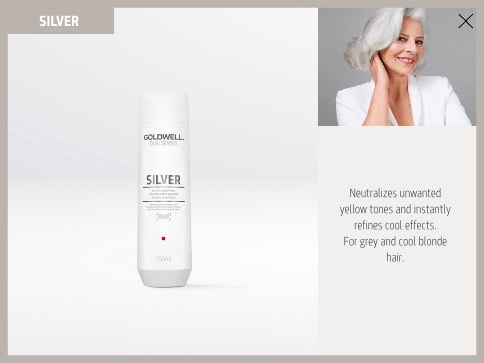 SILVER
GOLDWELL.
DUALSENSES
SILVER
250mL
Neutralizes unwanted
yellow tones and instantly
refines cool effects.
For grey and cool blonde
hair.